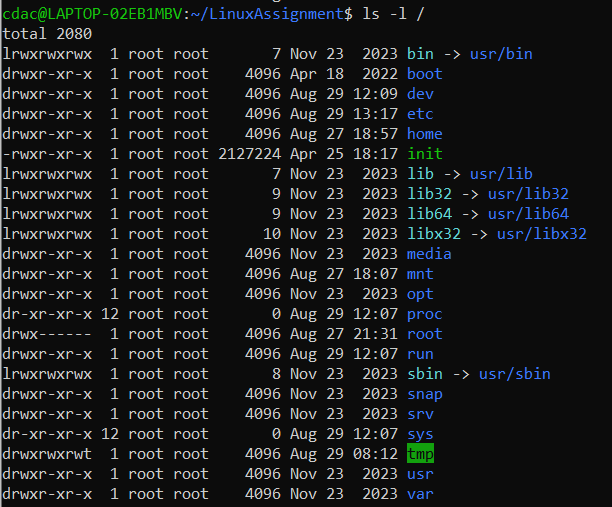 cdac@LAPTOP-02EB1MBV:~/LinuxAssignment$ ls -l /
total 2080
lrwxrwxrwx  1 root root       7 Nov 23  2023 bin -> usr/bin
drwxr-xr-x  1 root root    4096 Apr 18  2022 boot
drwxr-xr-x  1 root root    4096 Aug 29 12:09 dev
drwxr-xr-x  1 root root    4096 Aug 29 13:17 etc
drwxr-xr-x  1 root root    4096 Aug 27 18:57 home
-rwxr-xr-x  1 root root 2127224 Apr 25 18:17 init
lrwxrwxrwx  1 root root       7 Nov 23  2023 lib -> usr/lib
lrwxrwxrwx  1 root root       9 Nov 23  2023 lib32 -> usr/lib32
lrwxrwxrwx  1 root root       9 Nov 23  2023 lib64 -> usr/lib64
lrwxrwxrwx  1 root root      10 Nov 23  2023 libx32 -> usr/libx32
drwxr-xr-x  1 root root    4096 Nov 23  2023 media
drwxr-xr-x  1 root root    4096 Aug 27 18:07 mnt
drwxr-xr-x  1 root root    4096 Nov 23  2023 opt
dr-xr-xr-x 12 root root       0 Aug 29 12:07 proc
drwx------  1 root root    4096 Aug 27 21:31 root
drwxr-xr-x  1 root root    4096 Aug 29 12:07 run
lrwxrwxrwx  1 root root       8 Nov 23  2023 sbin -> usr/sbin
drwxr-xr-x  1 root root    4096 Nov 23  2023 snap
drwxr-xr-x  1 root root    4096 Nov 23  2023 srv
dr-xr-xr-x 12 root root       0 Aug 29 12:07 sys
drwxrwxrwt  1 root root    4096 Aug 29 08:12 tmp
drwxr-xr-x  1 root root    4096 Nov 23  2023 usr
drwxr-xr-x  1 root root    4096 Nov 23  2023 var